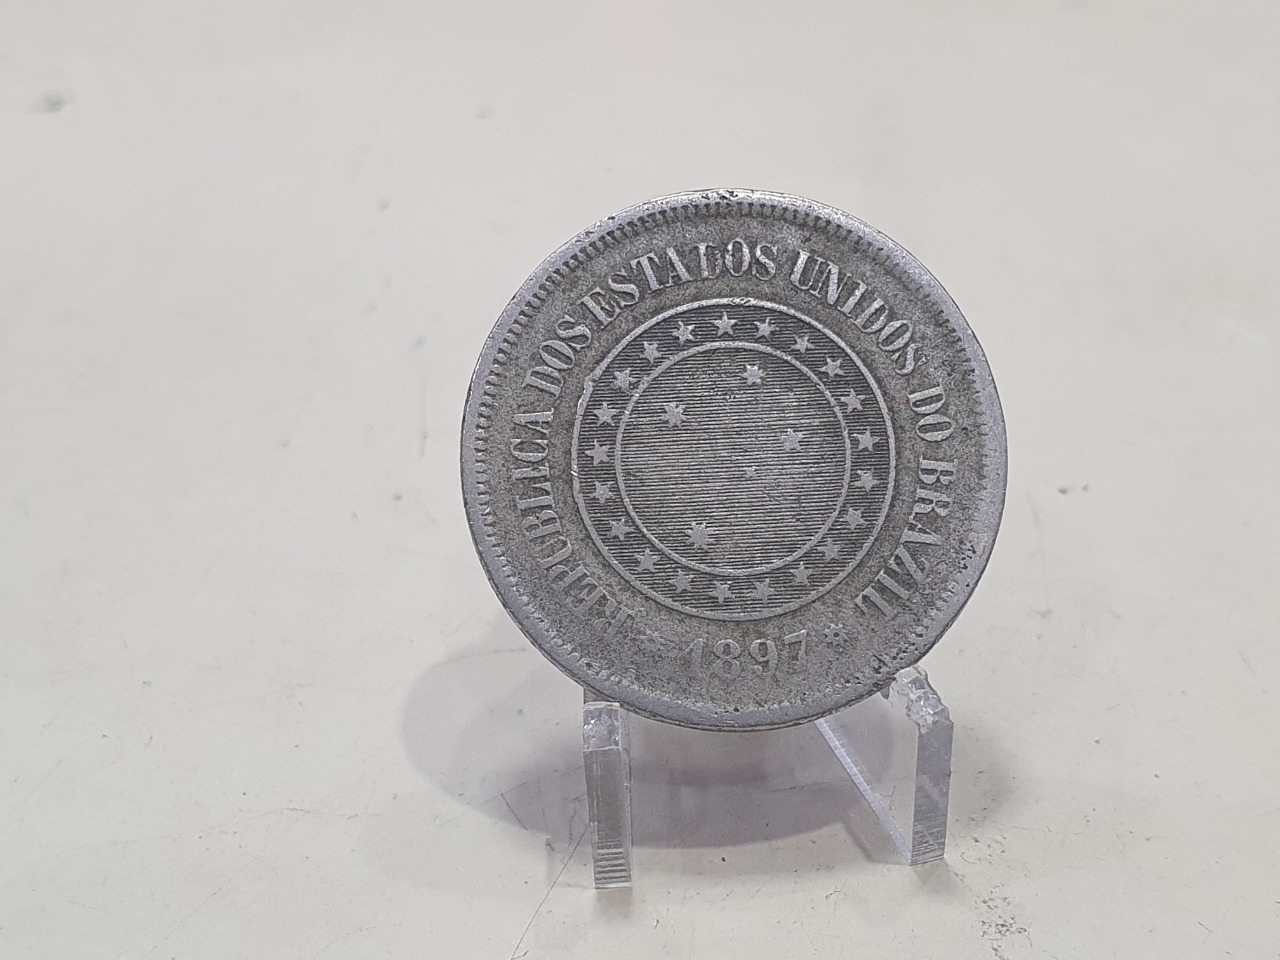 REPUBLICA DOS ESTADOS UNIDOS DO BRAZIL
* 1897 *